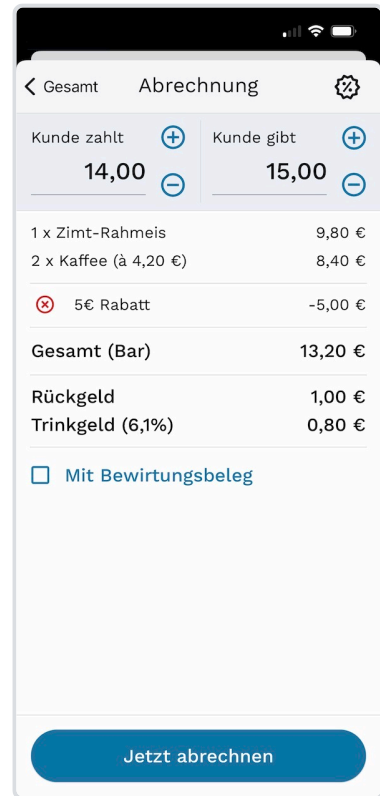 Gesamt Abrechnung
Kunde zahlt Kunde gibt
14,00 15,00
1 x Zimt-Rahmeis 9,80 €
2 x Kaffee (à 4,20 €) 8,40 €
5€ Rabatt -5,00 €
Gesamt (Bar) 13,20 €
Rückgeld 1,00 €
Trinkgeld (6,1%) 0,80 €
Mit Bewirtungsbeleg
Jetzt abrechnen